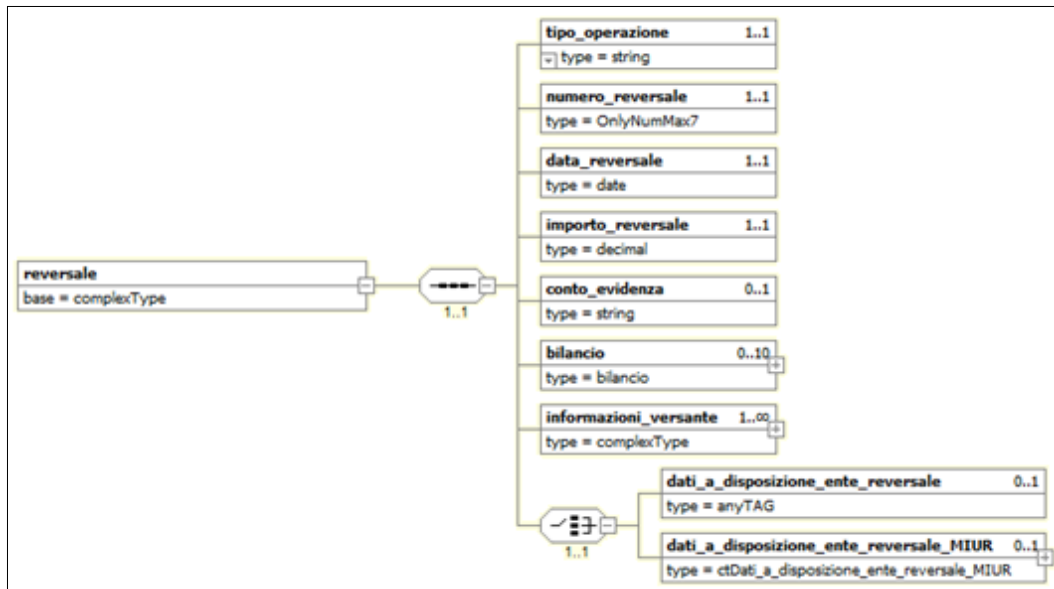 tipo_operazione 1..1
type = string
numero_reversale 1..1
type = OnlyNumMax7
data_reversale 1..1
type = date
importo_reversale 1..1
type = decimal
reversale
base = complexType
1..1
conto_evidenza 0..1
type = string
bilancio 0..10
type = bilancio
informazioni_versante 1..∞
type = complexType
dati_a_disposizione_ente_reversale 0..1
type = anyTAG
1..1
dati_a_disposizione_ente_reversale_MIUR 0..1
type = ctDati_a_disposizione_ente_reversale_MIUR